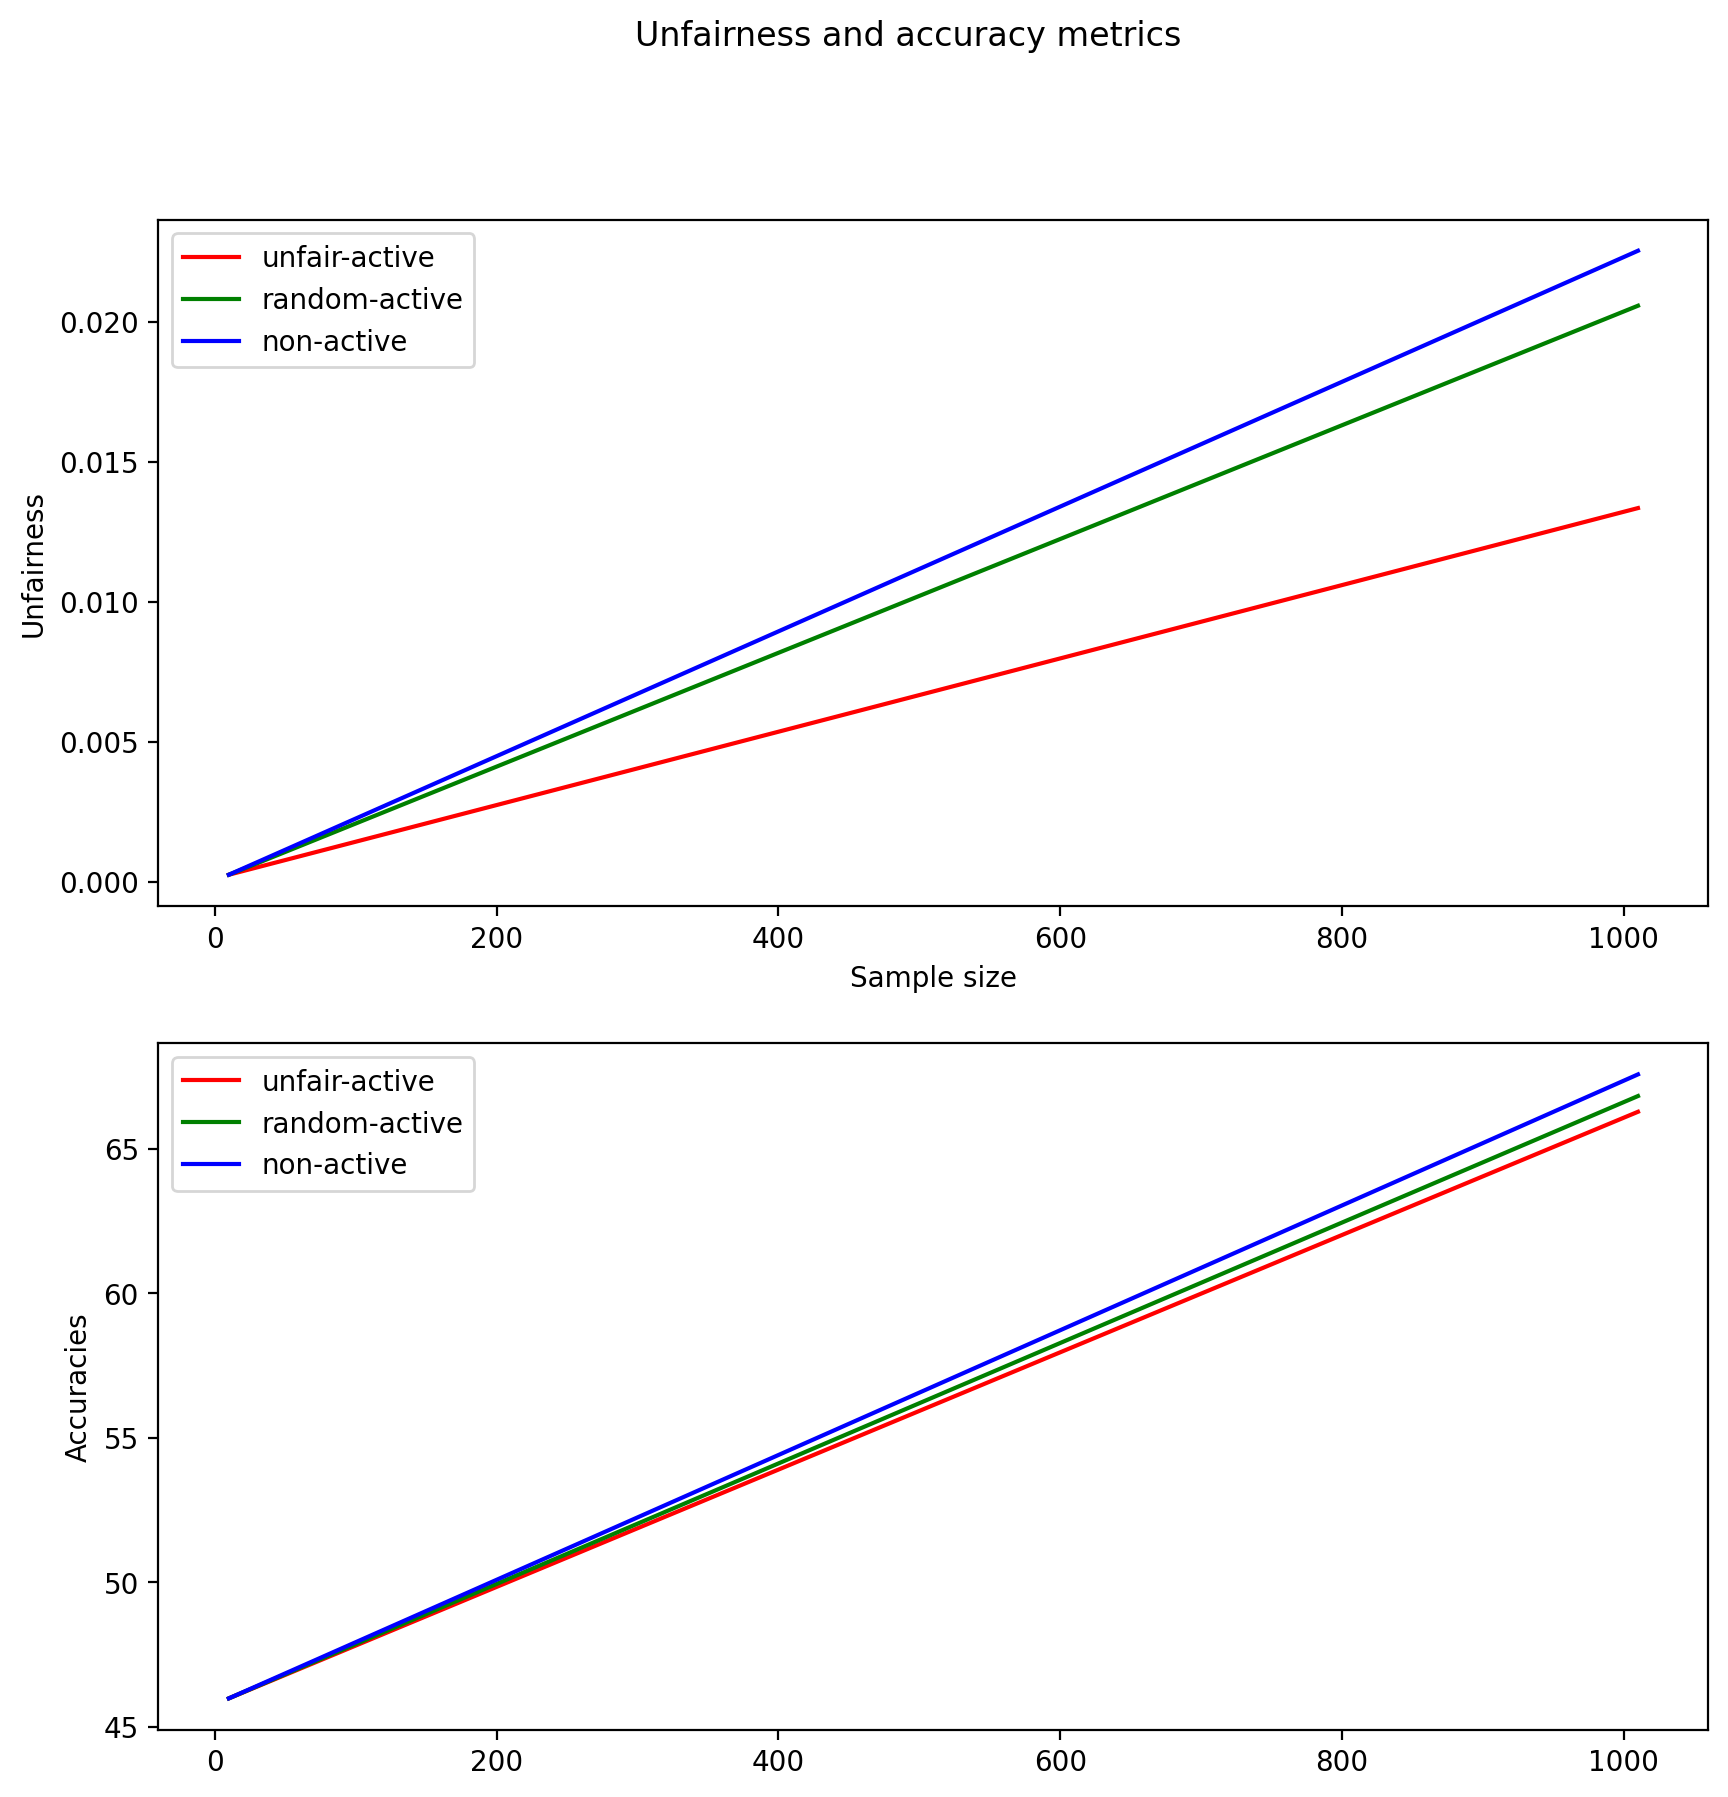 Unfairness and accuracy metrics
unfair-active
random-active
non-active
0.020
0.015
0.010
0.005
0.000
Unfairness
0 200 400 600 800 1000
Sample size
unfair-active
random-active
non-active
65
60
55
50
45
Accuracies
0 200 400 600 800 1000